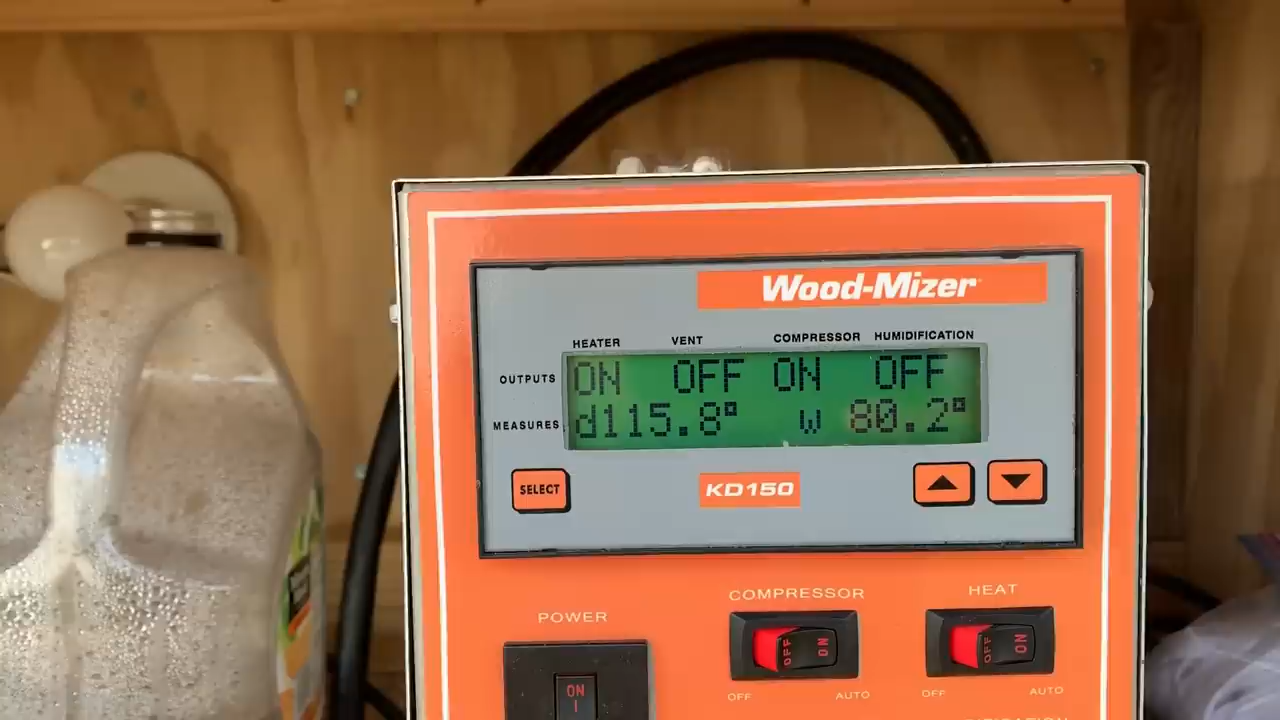 Wood-Mizer
HEATER VENT COMPRESSOR HUMIDIFICATION
OUTPUTS ON OFF ON OFF
MEASURES d115.8° w 80.2°
SELECT KD150
COMPRESSOR HEAT
POWER
OFF ON OFF ON
OFF AUTO OFF AUTO
ON